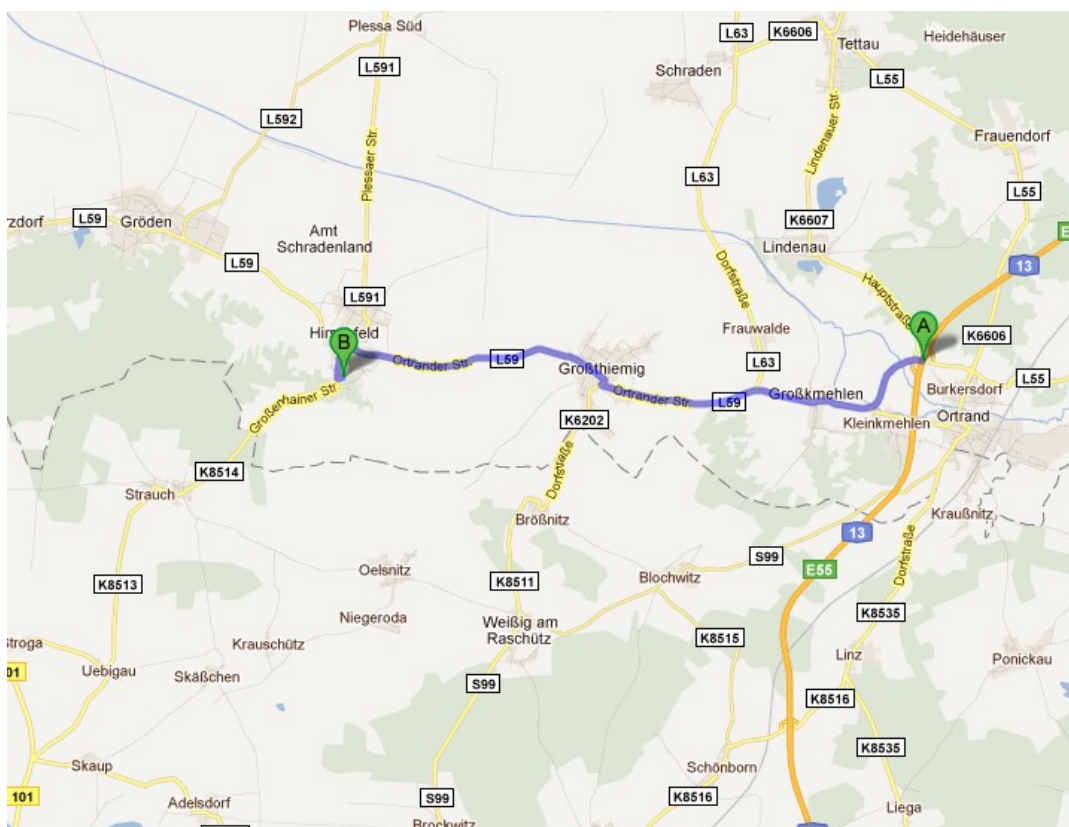 Plessa Süd
L63
K6606
Tettau
Heidehäuser
L591
Schraden
L55
L592
Plessaer Str.
Lindenauer Str.
Frauendorf
L63
L55
L59
Gröden
Amt
Schradenland
K6607
Lindenau
L59
13
L591
Dorfstraße
Hauptstraße
A
B
Frauwalde
K6606
Ortrander Str.
L59
Großthiemig
L63
Burkersdorf
L55
Großenhainer Str.
Ortrander Str.
L59
Großkmehlen
Kleinkmehlen
Ortrand
K6202
K8514
Dorfstraße
Strauch
Brößnitz
Kraußnitz
13
S99
Dorfstraße
Oelsnitz
Blochwitz
E55
K8513
K8511
Niegeroda
Weißig am
Raschütz
K8535
K8515
Stroga
Krauschütz
Linz
Ponickau
Uebigau
Skäßchen
S99
K8516
K8535
Skaup
Schönborn
101
Adelsdorf
S99
K8516
Liega
Brockwitz